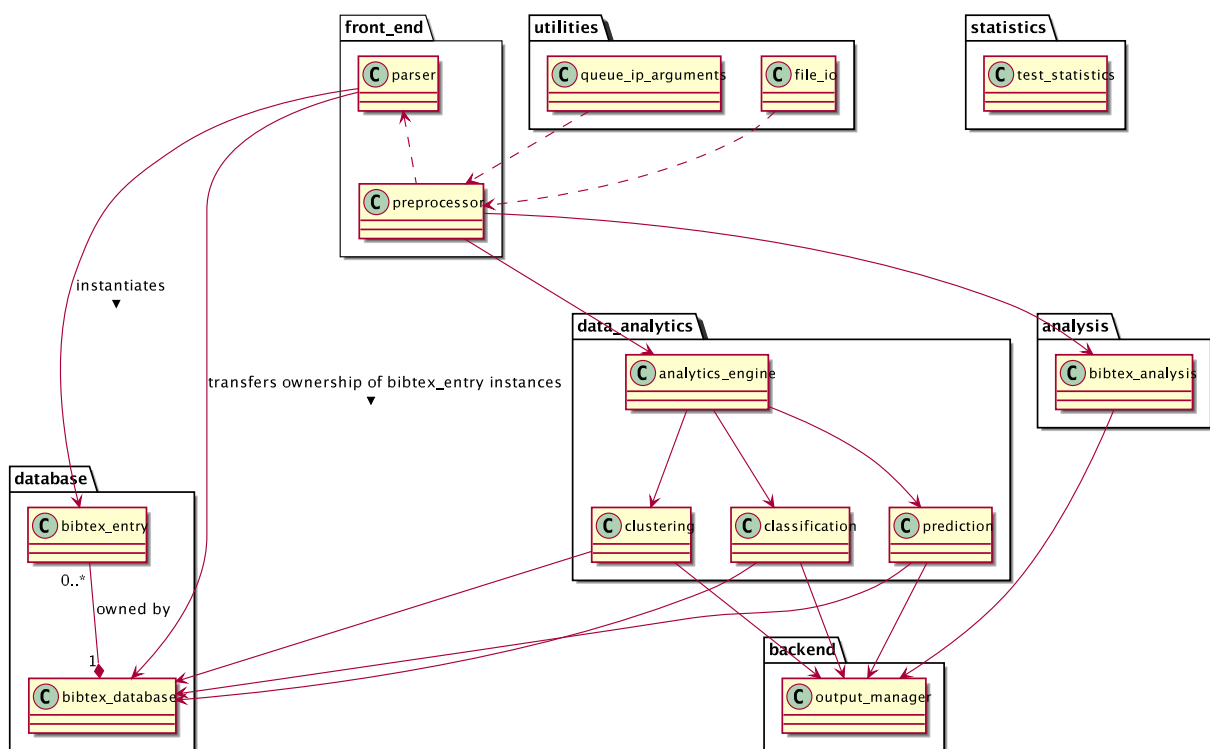 front_end
utilities
statistics
C parser
C queue_ip_arguments
C file_io
C test_statistics
C preprocessor
instantiates
▼
data_analytics
analysis
C analytics_engine
C bibtex_analysis
transfers ownership of bibtex_entry instances
▼
database
C bibtex_entry
C clustering
C classification
C prediction
0..*
owned by
backend
1
C bibtex_database
C output_manager